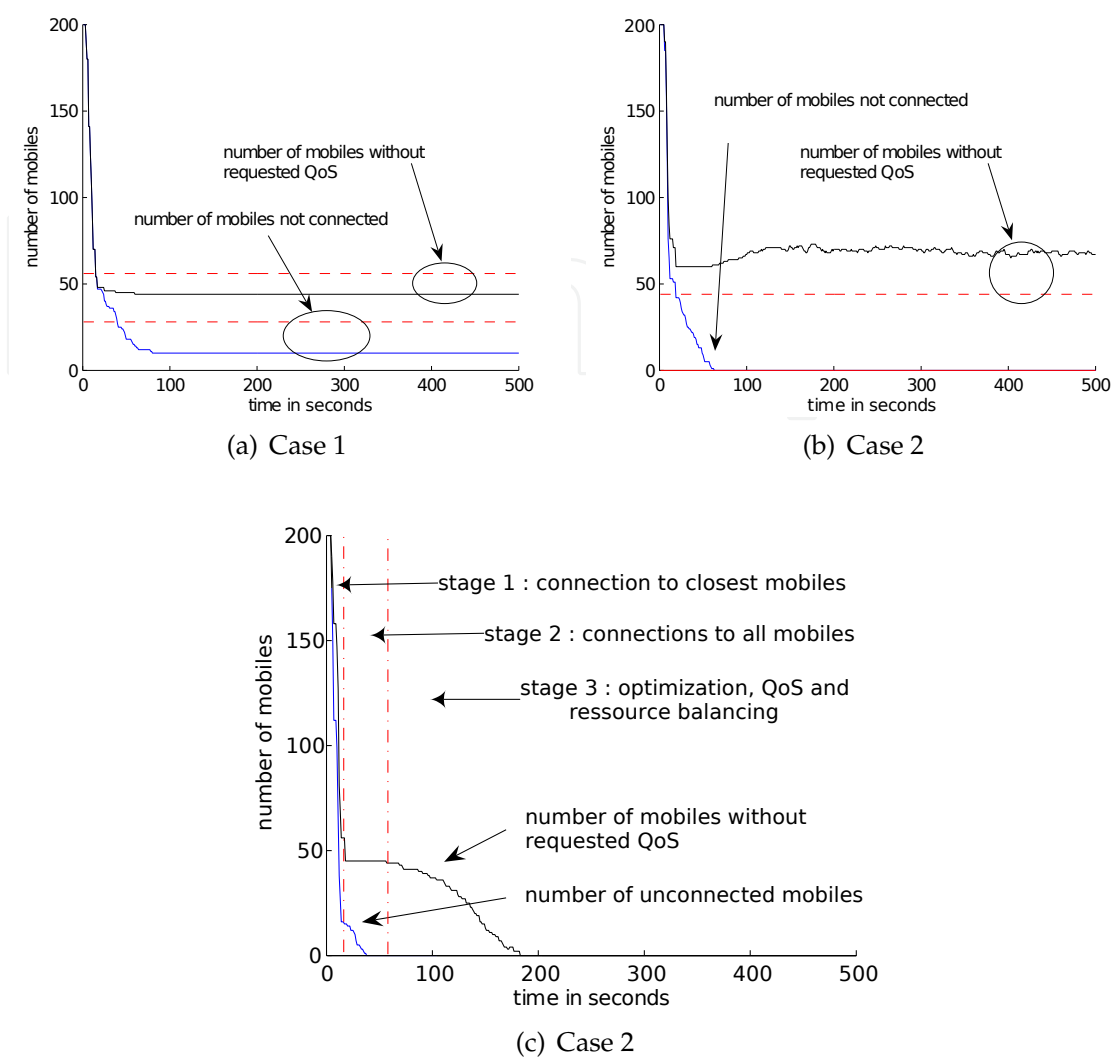 200
150
100
50
0
number of mobiles
number of mobiles without
requested QoS
number of mobiles not connected
0 100 200 300 400 500
time in seconds
(a) Case 1
200
150
100
50
0
number of mobiles
number of mobiles not connected
number of mobiles without
requested QoS
0 100 200 300 400 500
time in seconds
(b) Case 2
200
150
100
50
0
number of mobiles
stage 1 : connection to closest mobiles
stage 2 : connections to all mobiles
stage 3 : optimization, QoS and
ressource balancing
number of mobiles without
requested QoS
number of unconnected mobiles
0 100 200 300 400 500
time in seconds
(c) Case 2